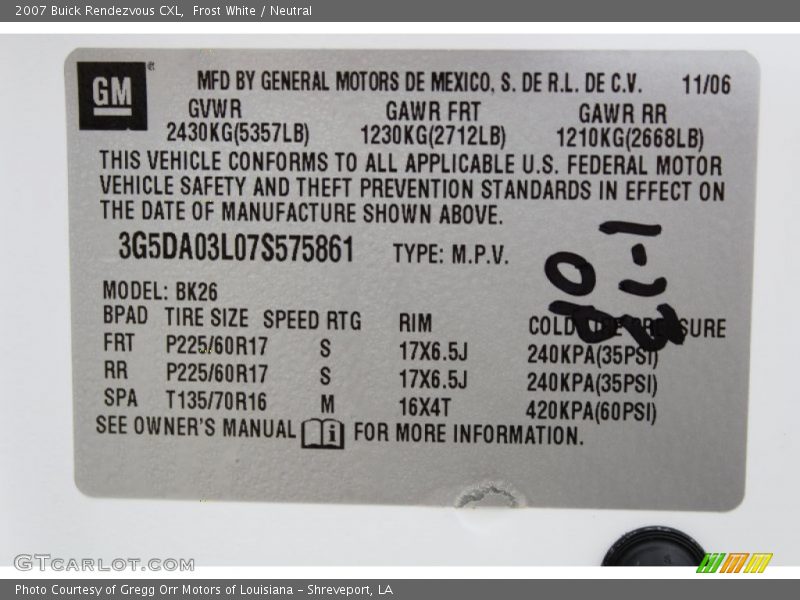 2007 Buick Rendezvous CXL,  Frost White / Neutral
GM
MFD BY GENERAL MOTORS DE MEXICO, S. DE R.L. DE C.V. 11/06
GVWR GAWR FRT GAWR RR
2430KG(5357LB) 1230KG(2712LB) 1210KG(2668LB)
THIS VEHICLE CONFORMS TO ALL APPLICABLE U.S. FEDERAL MOTOR
VEHICLE SAFETY AND THEFT PREVENTION STANDARDS IN EFFECT ON
THE DATE OF MANUFACTURE SHOWN ABOVE.
3G5DA03L07S575861 TYPE: M.P.V.
MODEL: BK26
BPAD TIRE SIZE SPEED RTG RIM COLD TIRE PRESSURE
FRT P225/60R17 S 17X6.5J 240KPA(35PSI)
RR P225/60R17 S 17X6.5J 240KPA(35PSI)
SPA T135/70R16 M 16X4T 420KPA(60PSI)
SEE OWNER'S MANUAL FOR MORE INFORMATION.
GTCARLOT.COM
Photo Courtesy of Gregg Orr Motors of Louisiana - Shreveport, LA